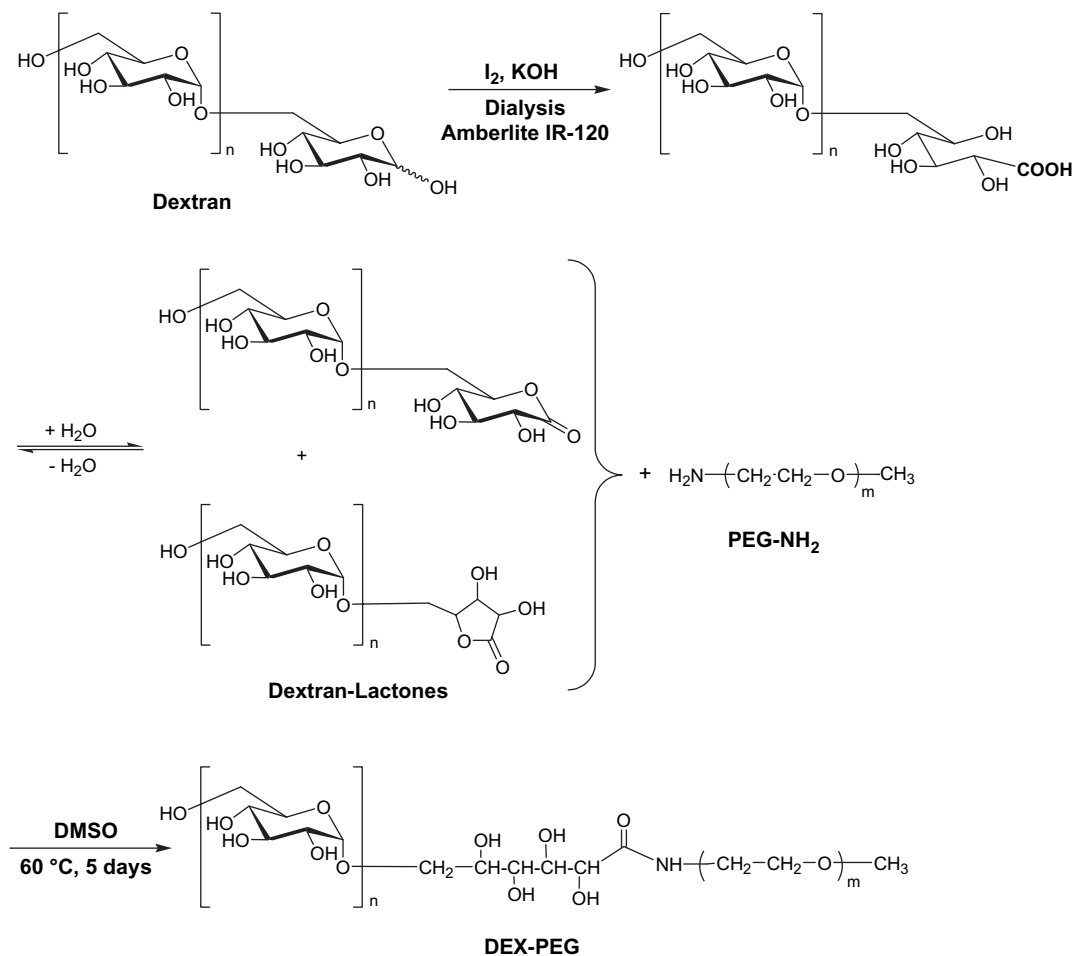 HO
O
HO
HO
OH
O
n
HO
HO
O
OH
OH
Dextran
I2, KOH
Dialysis
Amberlite IR-120
HO
O
HO
HO
OH
O
n
HO
HO
OH
OH
COOH
+ H2O
- H2O
HO
O
HO
HO
OH
O
n
HO
HO
O
OH
O
+
HO
O
HO
HO
OH
O
n
OH
OH
O
O
Dextran-Lactones
+ H2N-(CH2-CH2-O)m-CH3
PEG-NH2
DMSO
60 °C, 5 days
HO
O
HO
HO
OH
O
n
CH2-CH-CH-CH-CH
OH
OH
OH
OH
O
NH-(CH2-CH2-O)m-CH3
DEX-PEG